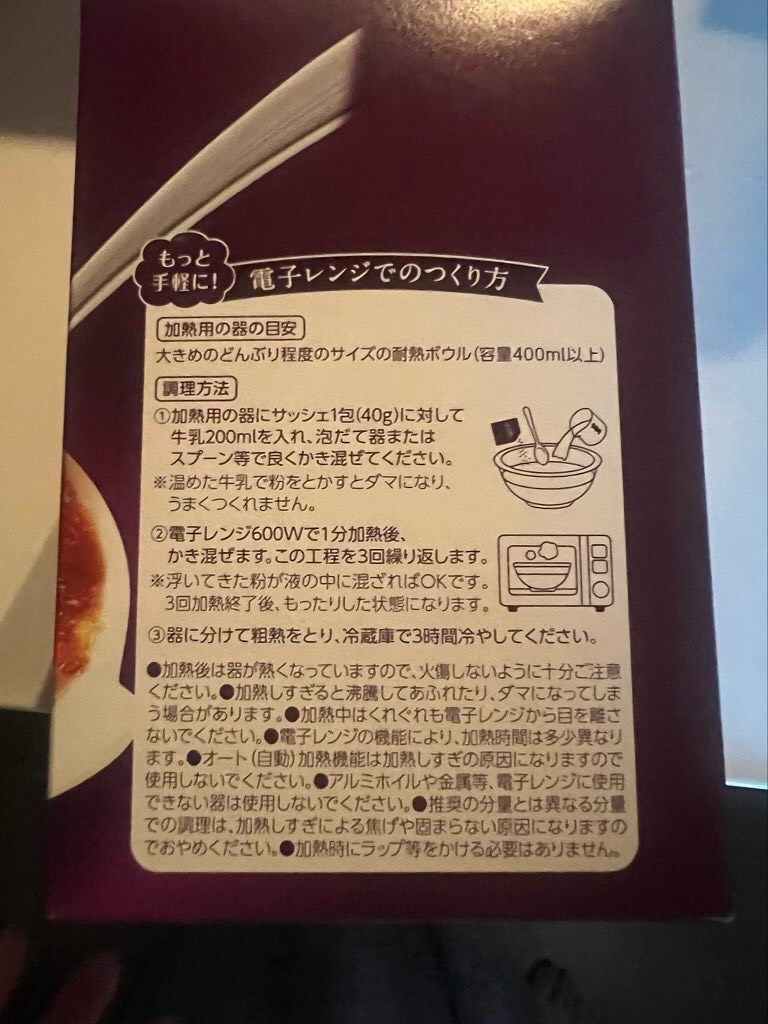 もっと
手軽に!
電子レンジでのつくり方
加熱用の器の目安
大きめのどんぶり程度のサイズの耐熱ボウル(容量400ml以上)
調理方法
①加熱用の器にサッシェ1包(40g)に対して
牛乳200mlを入れ、泡だて器または
スプーン等で良くかき混ぜてください。
※温めた牛乳で粉をとかすとダマになり、
うまくつくれません。
②電子レンジ600Wで1分加熱後、
かき混ぜます。この工程を3回繰り返します。
※浮いてきた粉が液の中に混ざればOKです。
3回加熱終了後、もったりした状態になります。
③器に分けて粗熱をとり、冷蔵庫で3時間冷やしてください。
●加熱後は器が熱くなっていますので、火傷しないように十分ご注意
ください。●加熱しすぎると沸騰してあふれたり、ダマになってしま
う場合があります。●加熱中はくれぐれも電子レンジから目を離さ
ないでください。●電子レンジの機能により、加熱時間は多少異なり
ます。●オート(自動)加熱機能は加熱しすぎの原因になりますので
使用しないでください。●アルミホイルや金属等、電子レンジに使用
できない器は使用しないでください。●推奨の分量とは異なる分量
での調理は、加熱しすぎによる焦げや固まらない原因になりますの
でおやめください。●加熱時にラップ等をかける必要はありません。